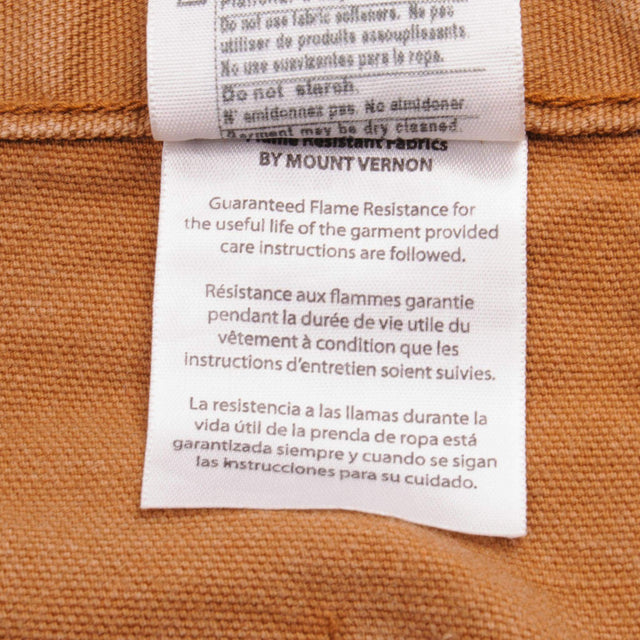 Do not use fabric softeners. Ne pas
utiliser de produits assouplissants.
No use suavizantes para la ropa.
Do not starch.
N' amidonnez pas No almidonar
Garment may be dry cleaned.
Resistant Fabrics
BY MOUNT VERNON
Guaranteed Flame Resistance for
the useful life of the garment provided
care instructions are followed.
Résistance aux flammes garantie
pendant la durée de vie utile du
vêtement à condition que les
instructions d'entretien soient suivies.
La resistencia a las llamas durante la
vida útil de la prenda de ropa está
garantizada siempre y cuando se sigan
las instrucciones para su cuidado.